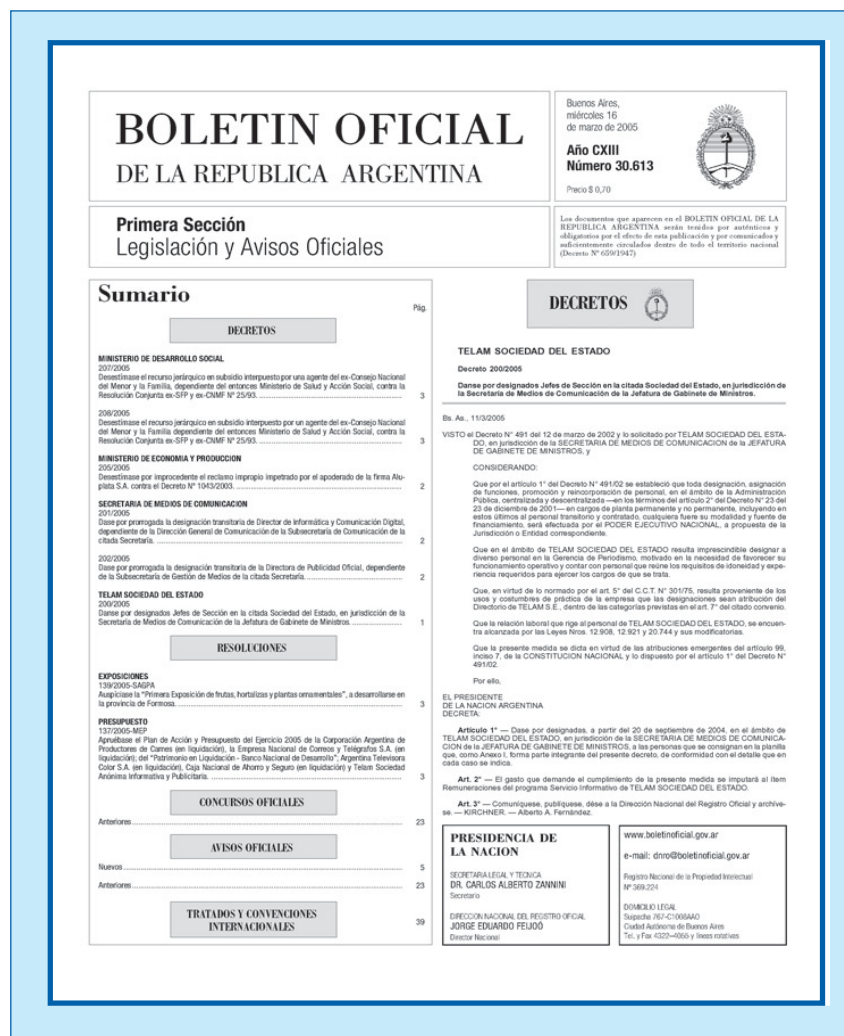 BOLETIN OFICIAL
DE LA REPUBLICA ARGENTINA
Buenos Aires,
miércoles 16
de marzo de 2005
Año CXIII
Número 30.613
Precio $ 0,70
Primera Sección
Legislación y Avisos Oficiales
Los documentos que aparecen en el BOLETIN OFICIAL DE LA
REPUBLICA ARGENTINA serán tenidos por auténticos y
obligatorios por el efecto de esta publicación y por comunicados y
suficientemente circulados dentro de todo el territorio nacional
(Decreto Nº 659/1947)
Sumario
Pág.
DECRETOS
MINISTERIO DE DESARROLLO SOCIAL
207/2005
Desestímase el recurso jerárquico en subsidio interpuesto por una agente del ex-Consejo Nacional
del Menor y la Familia, dependiente del entonces Ministerio de Salud y Acción Social, contra la
Resolución Conjunta ex-SFP y ex-CNMF Nº 25/93. 3
208/2005
Desestímase el recurso jerárquico en subsidio interpuesto por un agente del ex-Consejo Nacional
del Menor y la Familia dependiente del entonces Ministerio de Salud y Acción Social, contra la
Resolución Conjunta ex-SFP y ex-CNMF Nº 25/93. 3
MINISTERIO DE ECONOMIA Y PRODUCCION
205/2005
Desestímase por improcedente el reclamo impropio impetrado por el apoderado de la firma Alu-
plata S.A. contra el Decreto Nº 1043/2003. 2
SECRETARIA DE MEDIOS DE COMUNICACION
201/2005
Dase por prorrogada la designación transitoria de Director de Informática y Comunicación Digital,
dependiente de la Dirección General de Comunicación de la Subsecretaría de Comunicación de la
citada Secretaría. 2
202/2005
Dase por prorrogada la designación transitoria de la Directora de Publicidad Oficial, dependiente
de la Subsecretaría de Gestión de Medios de la citada Secretaría. 2
TELAM SOCIEDAD DEL ESTADO
200/2005
Danse por designados Jefes de Sección en la citada Sociedad del Estado, en jurisdicción de la
Secretaría de Medios de Comunicación de la Jefatura de Gabinete de Ministros. 1
RESOLUCIONES
EXPOSICIONES
139/2005-SAGPA
Auspíciase la "Primera Exposición de frutas, hortalizas y plantas ornamentales", a desarrollarse en
la provincia de Formosa. 3
PRESUPUESTO
137/2005-MEP
Apruébase el Plan de Acción y Presupuesto del Ejercicio 2005 de la Corporación Argentina de
Productores de Carnes (en liquidación), la Empresa Nacional de Correos y Telégrafos S.A. (en
liquidación); del "Patrimonio en Liquidación - Banco Nacional de Desarrollo"; Argentina Televisora
Color S.A. (en liquidación), Caja Nacional de Ahorro y Seguro (en liquidación) y Telam Sociedad
Anónima Informativa y Publicitaria. 3
CONCURSOS OFICIALES
Anteriores 23
AVISOS OFICIALES
Nuevos 5
Anteriores 23
TRATADOS Y CONVENCIONES
INTERNACIONALES 39
DECRETOS
TELAM SOCIEDAD DEL ESTADO
Decreto 200/2005
Danse por designados Jefes de Sección en la citada Sociedad del Estado, en jurisdicción de
la Secretaría de Medios de Comunicación de la Jefatura de Gabinete de Ministros.
Bs. As., 11/3/2005
VISTO el Decreto N° 491 del 12 de marzo de 2002 y lo solicitado por TELAM SOCIEDAD DEL ESTA-
DO, en jurisdicción de la SECRETARIA DE MEDIOS DE COMUNICACION de la JEFATURA
DE GABINETE DE MINISTROS, y
CONSIDERANDO:
Que por el artículo 1° del Decreto N° 491/02 se estableció que toda designación, asignación
de funciones, promoción y reincorporación de personal, en el ámbito de la Administración
Pública, centralizada y descentralizada —en los términos del artículo 2° del Decreto N° 23 del
23 de diciembre de 2001— en cargos de planta permanente y no permanente, incluyendo en
estos últimos al personal transitorio y contratado, cualquiera fuere su modalidad y fuente de
financiamiento, será efectuada por el PODER EJECUTIVO NACIONAL, a propuesta de la
Jurisdicción o Entidad correspondiente.
Que en el ámbito de TELAM SOCIEDAD DEL ESTADO resulta imprescindible designar a
diverso personal en la Gerencia de Periodismo, motivado en la necesidad de favorecer su
funcionamiento operativo y contar con personal que reúne los requisitos de idoneidad y expe-
riencia requeridos para ejercer los cargos de que se trata.
Que, en virtud de lo normado por el art. 5° del C.C.T. N° 301/75, resulta proveniente de los
usos y costumbres de práctica de la empresa que las designaciones sean atribución del
Directorio de TELAM S.E., dentro de las categorías previstas en el art. 7° del citado convenio.
Que la relación laboral que rige al personal de TELAM SOCIEDAD DEL ESTADO, se encuen-
tra alcanzada por las Leyes Nros. 12.908, 12.921 y 20.744 y sus modificatorias.
Que la presente medida se dicta en virtud de las atribuciones emergentes del artículo 99,
inciso 7, de la CONSTITUCION NACIONAL y lo dispuesto por el artículo 1° del Decreto N°
491/02.
Por ello,
EL PRESIDENTE
DE LA NACION ARGENTINA
DECRETA:
Artículo 1° — Dase por designadas, a partir del 20 de septiembre de 2004, en el ámbito de
TELAM SOCIEDAD DEL ESTADO, en jurisdicción de la SECRETARIA DE MEDIOS DE COMUNICA-
CION de la JEFATURA DE GABINETE DE MINISTROS, a las personas que se consignan en la planilla
que, como Anexo I, forma parte integrante del presente decreto, de conformidad con el detalle que en
cada caso se indica.
Art. 2° — El gasto que demande el cumplimiento de la presente medida se imputará al Item
Remuneraciones del programa Servicio Informativo de TELAM SOCIEDAD DEL ESTADO.
Art. 3° — Comuníquese, publíquese, dése a la Dirección Nacional del Registro Oficial y archíve-
se. — KIRCHNER. — Alberto A. Fernández.
PRESIDENCIA DE
LA NACION
SECRETARIA LEGAL Y TECNICA
DR. CARLOS ALBERTO ZANNINI
Secretario
DIRECCION NACIONAL DEL REGISTRO OFICIAL
JORGE EDUARDO FEIJOÓ
Director Nacional
www.boletinoficial.gov.ar
e-mail: dnro@boletinoficial.gov.ar
Registro Nacional de la Propiedad Intelectual
Nº 369.224
DOMICILIO LEGAL
Suipacha 767-C1008AAO
Ciudad Autónoma de Buenos Aires
Tel. y Fax 4322-4055 y líneas rotativas